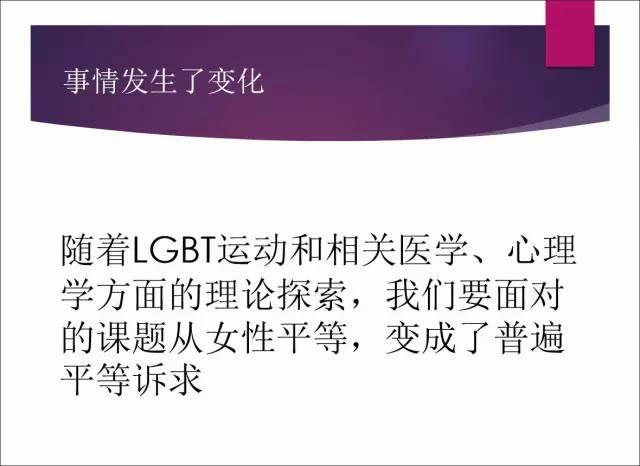 事情发生了变化
随着LGBT运动和相关医学、心理
学方面的理论探索，我们要面对
的课题从女性平等，变成了普遍
平等诉求